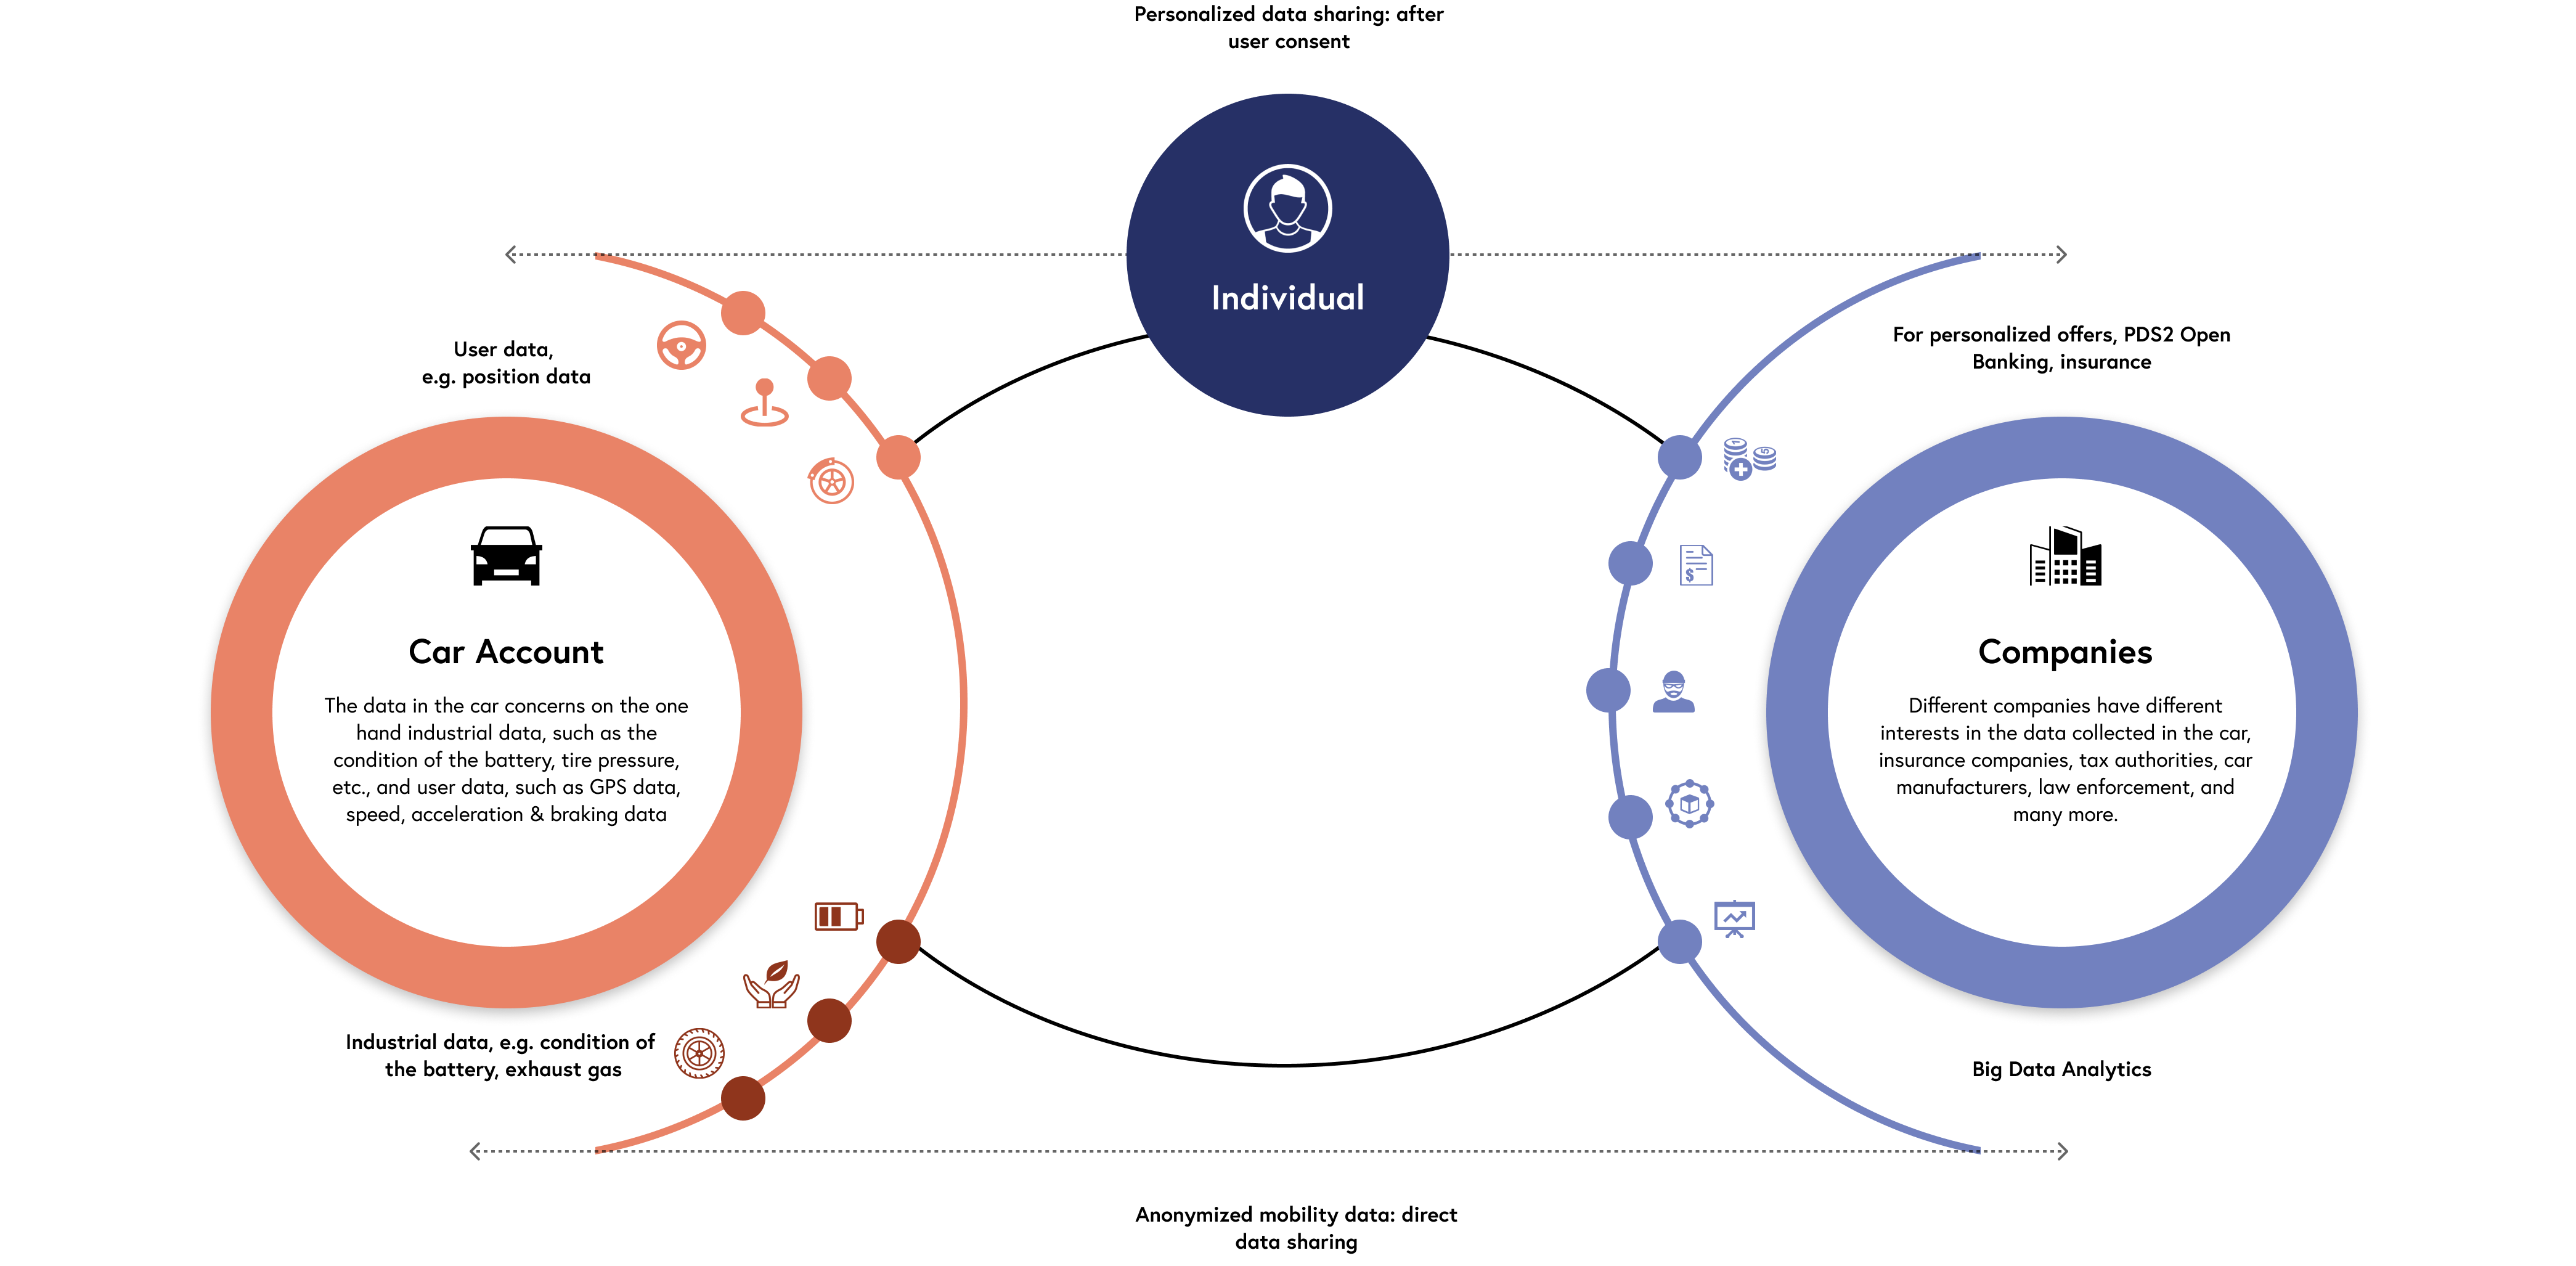 Personalized data sharing: after
user consent
Individual
User data,
e.g. position data
For personalized offers, PDS2 Open
Banking, insurance
Car Account
The data in the car concerns on the one
hand industrial data, such as the
condition of the battery, tire pressure,
etc., and user data, such as GPS data,
speed, acceleration & braking data
Companies
Different companies have different
interests in the data collected in the car,
insurance companies, tax authorities, car
manufacturers, law enforcement, and
many more.
Industrial data, e.g. condition of
the battery, exhaust gas
Big Data Analytics
Anonymized mobility data: direct
data sharing